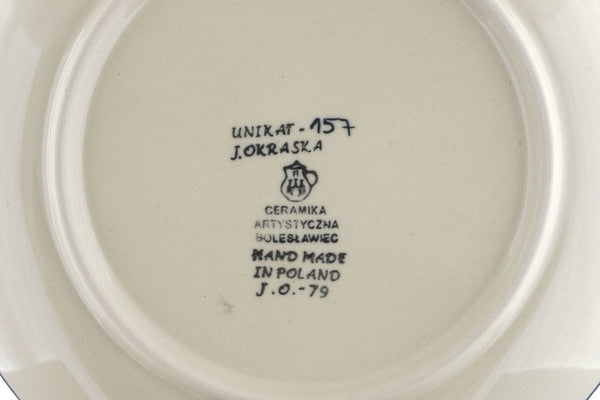 UNIKAT - 157
J.OKRASKA
R
CERAMIKA
ARTYSTYCZNA
BOLESŁAWIEC
HAND MADE
IN POLAND
J.O.-79